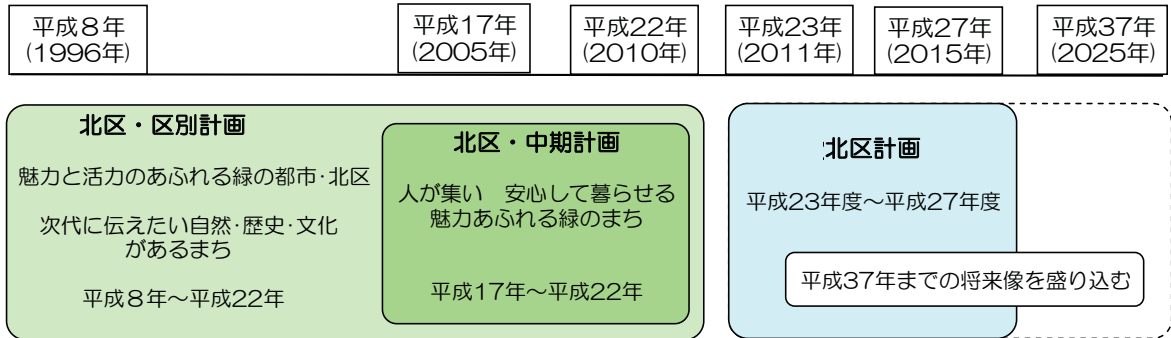 平成8年
(1996年)
平成17年
(2005年)
平成22年
(2010年)
平成23年
(2011年)
平成27年
(2015年)
平成37年
(2025年)
北区・区別計画
魅力と活力のあふれる緑の都市・北区
次代に伝えたい自然・歴史・文化
があるまち
平成8年～平成22年
北区・中期計画
人が集い 安心して暮らせる
魅力あふれる緑のまち
平成17年～平成22年
北区計画
平成23年度～平成27年度
平成37年までの将来像を盛り込む